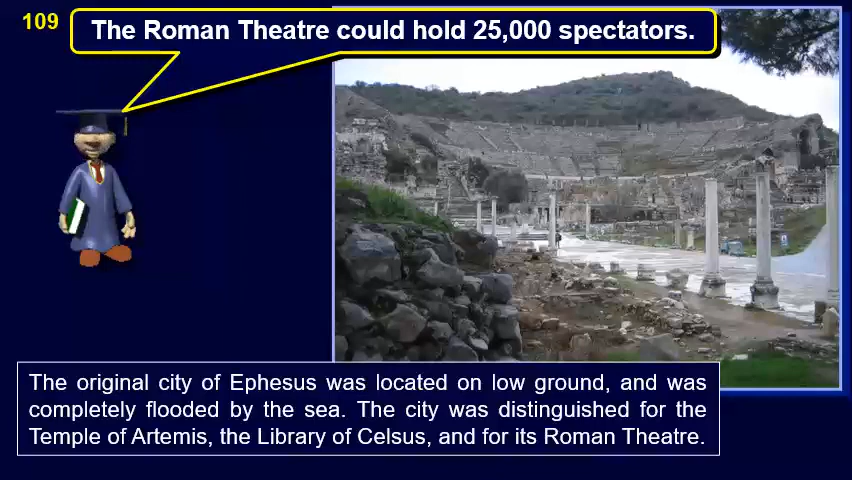 109
The Roman Theatre could hold 25,000 spectators.
The original city of Ephesus was located on low ground, and was
completely flooded by the sea. The city was distinguished for the
Temple of Artemis, the Library of Celsus, and for its Roman Theatre.